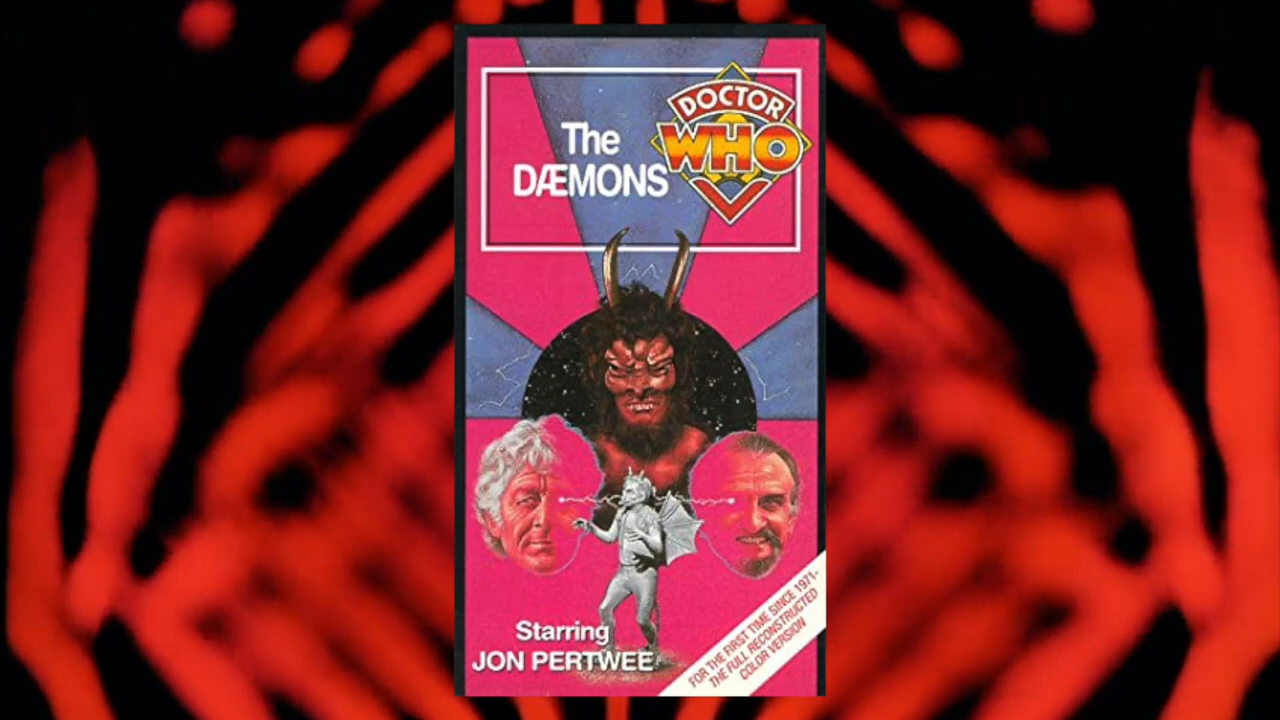 The
DÆMONS
DOCTOR
WHO
Starring
JON PERTWEE
FOR THE FIRST TIME SINCE 1971-
THE FULL RECONSTRUCTED
COLOR VERSION